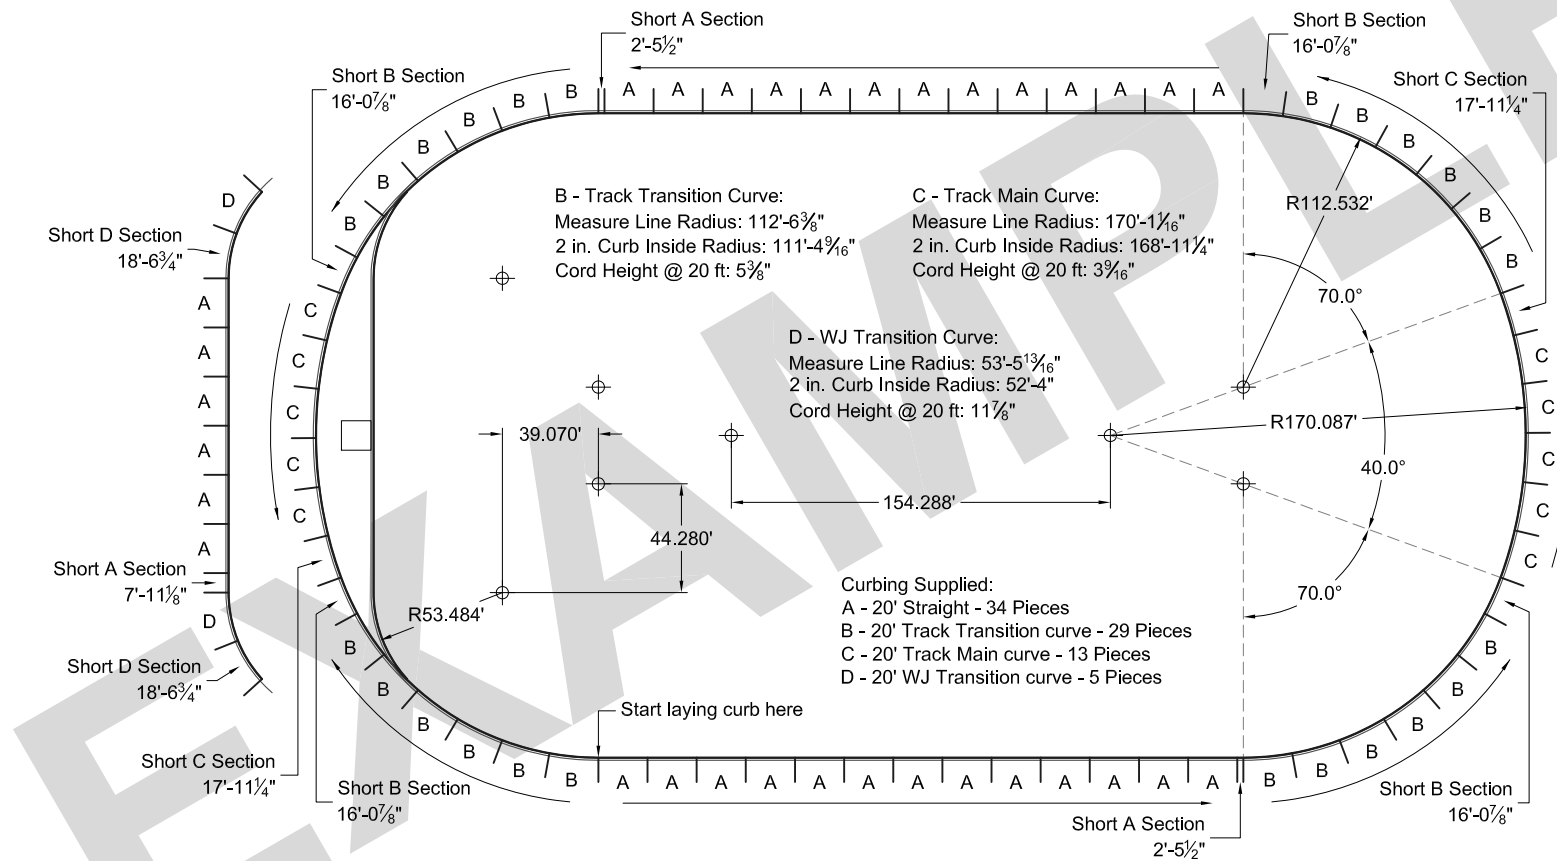 Short A Section
2'-5½"
Short B Section
16'-0⅞"
Short B Section
16'-0⅞"
Short C Section
17'-11¼"
B B B B B B
A A A A A A A A A A A A A
B B B B B B B
B - Track Transition Curve:
Measure Line Radius: 112'-6⅜"
2 in. Curb Inside Radius: 111'-4 9⁄16"
Cord Height @ 20 ft: 5⅜"
C - Track Main Curve:
Measure Line Radius: 170'-1 1⁄16"
2 in. Curb Inside Radius: 168'-11¼"
Cord Height @ 20 ft: 3 9⁄16"
R112.532'
D
Short D Section
18'-6¾"
70.0°
D - WJ Transition Curve:
Measure Line Radius: 53'-5 13⁄16"
2 in. Curb Inside Radius: 52'-4"
Cord Height @ 20 ft: 11⅞"
A A A A A A
C C C C C
C C C C C
39.070'
R170.087'
40.0°
154.288'
44.280'
Short A Section
7'-11⅛"
R53.484'
70.0°
Curbing Supplied:
A - 20' Straight - 34 Pieces
B - 20' Track Transition curve - 29 Pieces
C - 20' Track Main curve - 13 Pieces
D - 20' WJ Transition curve - 5 Pieces
D
Short D Section
18'-6¾"
Start laying curb here
Short C Section
17'-11¼"
Short B Section
16'-0⅞"
B B B B B B B
A A A A A A A A A A A A A
B B B B B B B
Short A Section
2'-5½"
Short B Section
16'-0⅞"
EXAMPLE